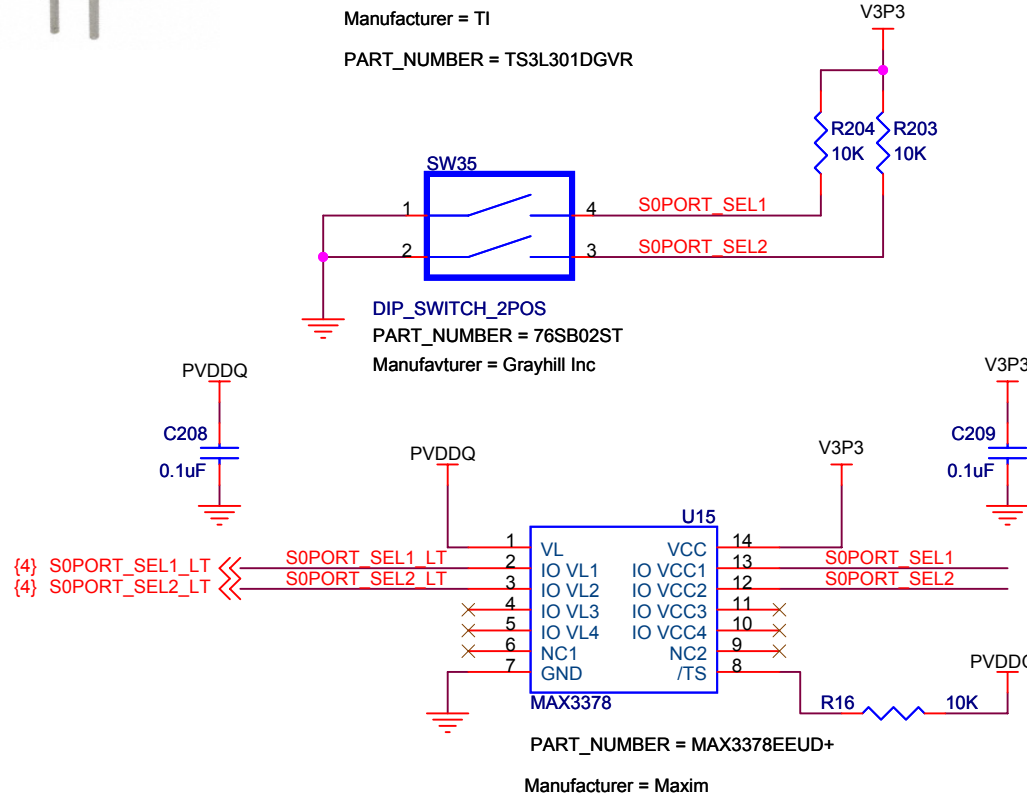 Manufacturer = TI
PART_NUMBER = TS3L301DGVR
V3P3
R204
10K
R203
10K
SW35
1
2
4
3
S0PORT_SEL1
S0PORT_SEL2
DIP_SWITCH_2POS
PART_NUMBER = 76SB02ST
Manufavturer = Grayhill Inc
PVDDQ
C208
0.1uF
PVDDQ
V3P3
V3P3
C209
0.1uF
U15
{4} S0PORT_SEL1_LT
{4} S0PORT_SEL2_LT
S0PORT_SEL1_LT
S0PORT_SEL2_LT
1 VL
2 IO VL1
3 IO VL2
4 IO VL3
5 IO VL4
6 NC1
7 GND
VCC 14
IO VCC1 13
IO VCC2 12
IO VCC3 11
IO VCC4 10
NC2 9
/TS 8
S0PORT_SEL1
S0PORT_SEL2
PVDDQ
R16
10K
MAX3378
PART_NUMBER = MAX3378EEUD+
Manufacturer = Maxim